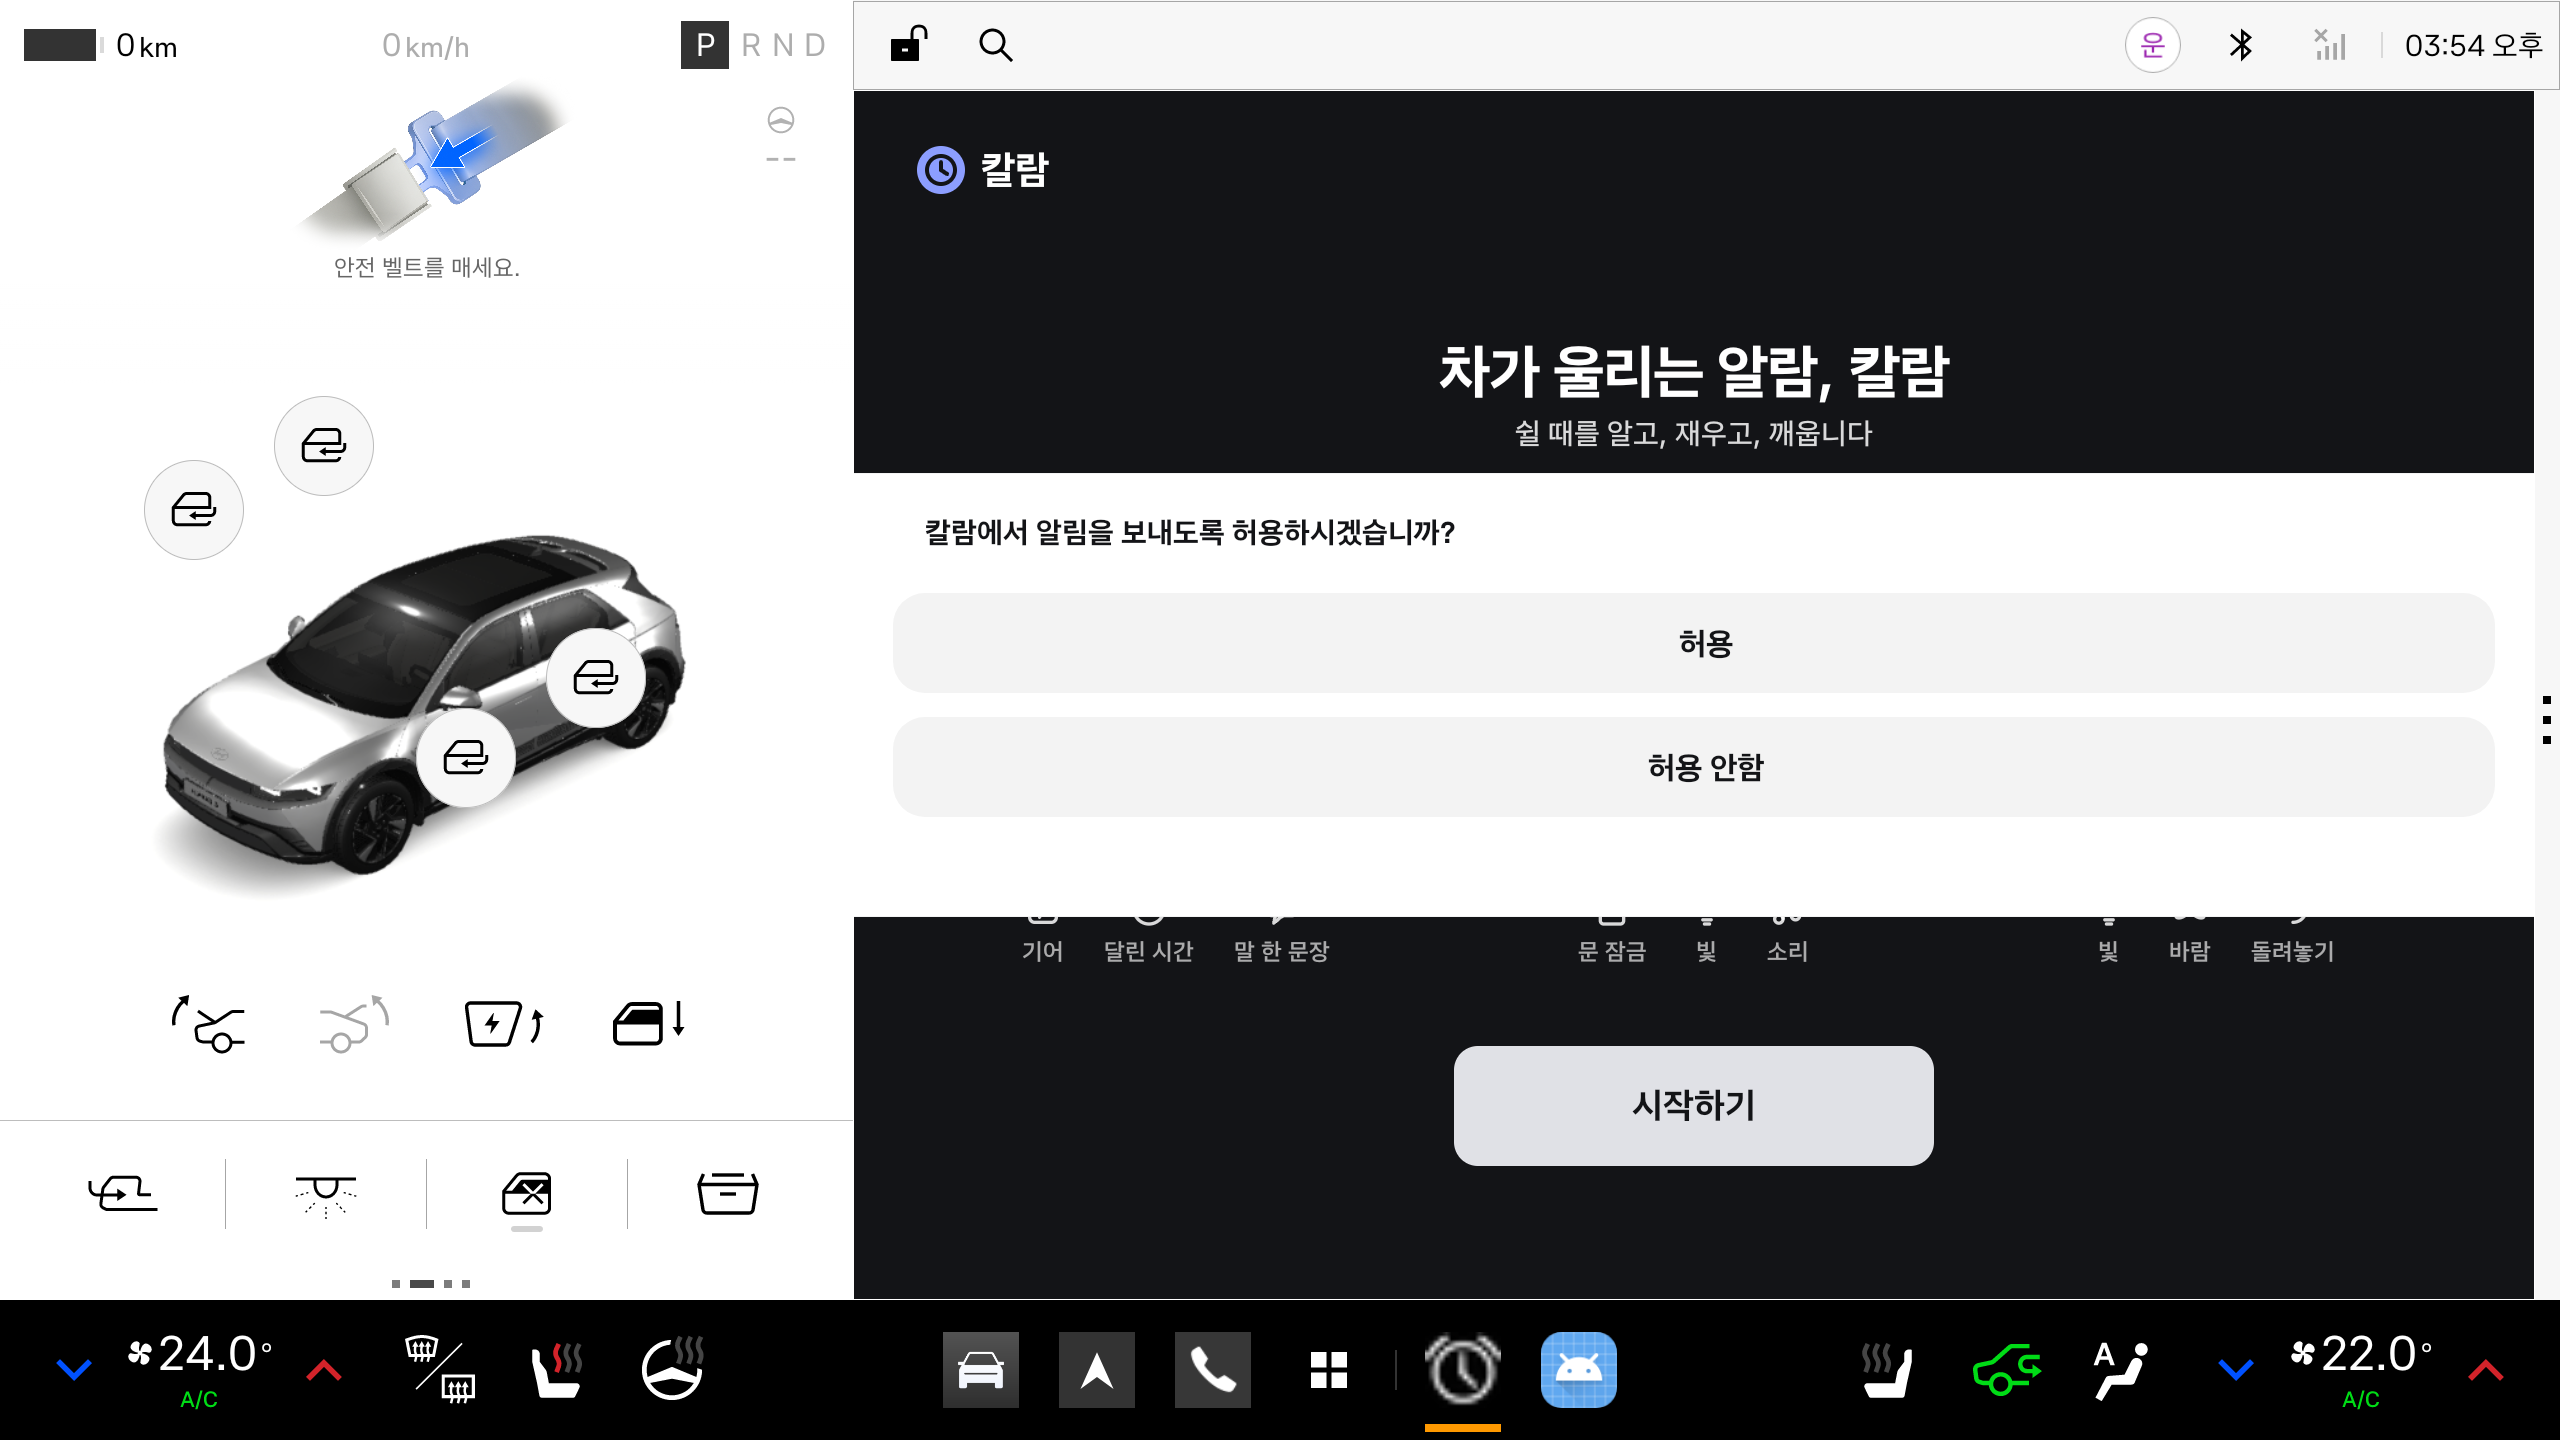 0 km
0 km/h
P R N D
03:54 오후
운
안전 벨트를 매세요.
칼람
차가 울리는 알람, 칼람
쉴 때를 알고, 재우고, 깨웁니다
칼람에서 알림을 보내도록 허용하시겠습니까?
허용
허용 안함
기어 달린 시간 말 한 문장 문 잠금 빛 소리 빛 바람 돌려놓기
시작하기
24.0°
A/C
A
22.0°
A/C